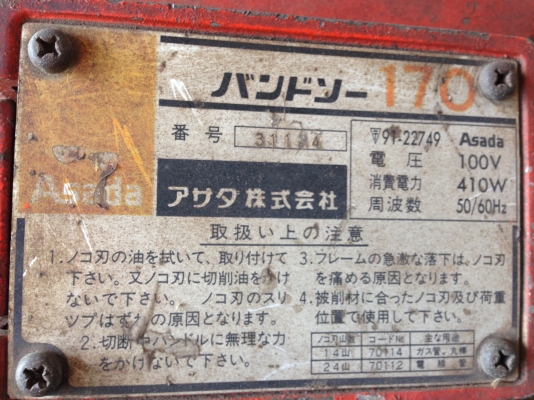 Asada
バンドソー 170
番号 31194
〒91-22749 Asada
電圧 100V
消費電力 410W
周波数 50/60Hz
Asada
アサダ株式会社
取扱い上の注意
1.ノコ刃の油を拭いて、取り付けて
下さい。又ノコ刃に切削油をつけ
ないで下さい。 ノコ刃のスリ
ップはずれの原因となります。
2.切断中ハンドルに無理な力
をかけないで下さい。
3.フレームの急激な落下は、ノコ刃
を痛める原因となります。
4.被削材に合ったノコ刃及び荷重
位置で使用して下さい。
ノコ刃山数 コードNo. 主な用途
14山 70114 ガス管、丸棒
24山 70112 電線管